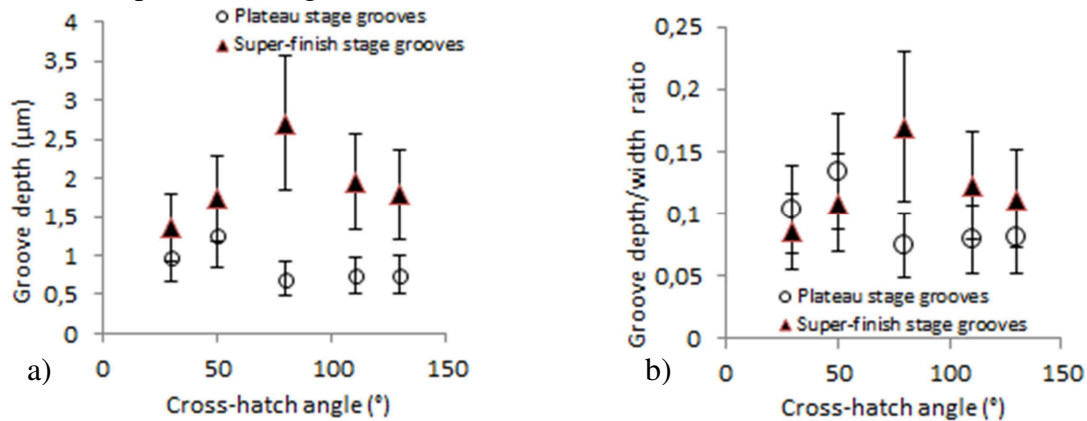 Plateau stage grooves
Super-finish stage grooves
4
3,5
3
2,5
2
1,5
1
0,5
0
Groove depth (µm)
0 50 100 150
Cross-hatch angle (°)
a)
0,25
0,2
0,15
0,1
0,05
0
Groove depth/width ratio
Plateau stage grooves
Super-finish stage grooves
0 50 100 150
Cross-hatch angle (°)
b)